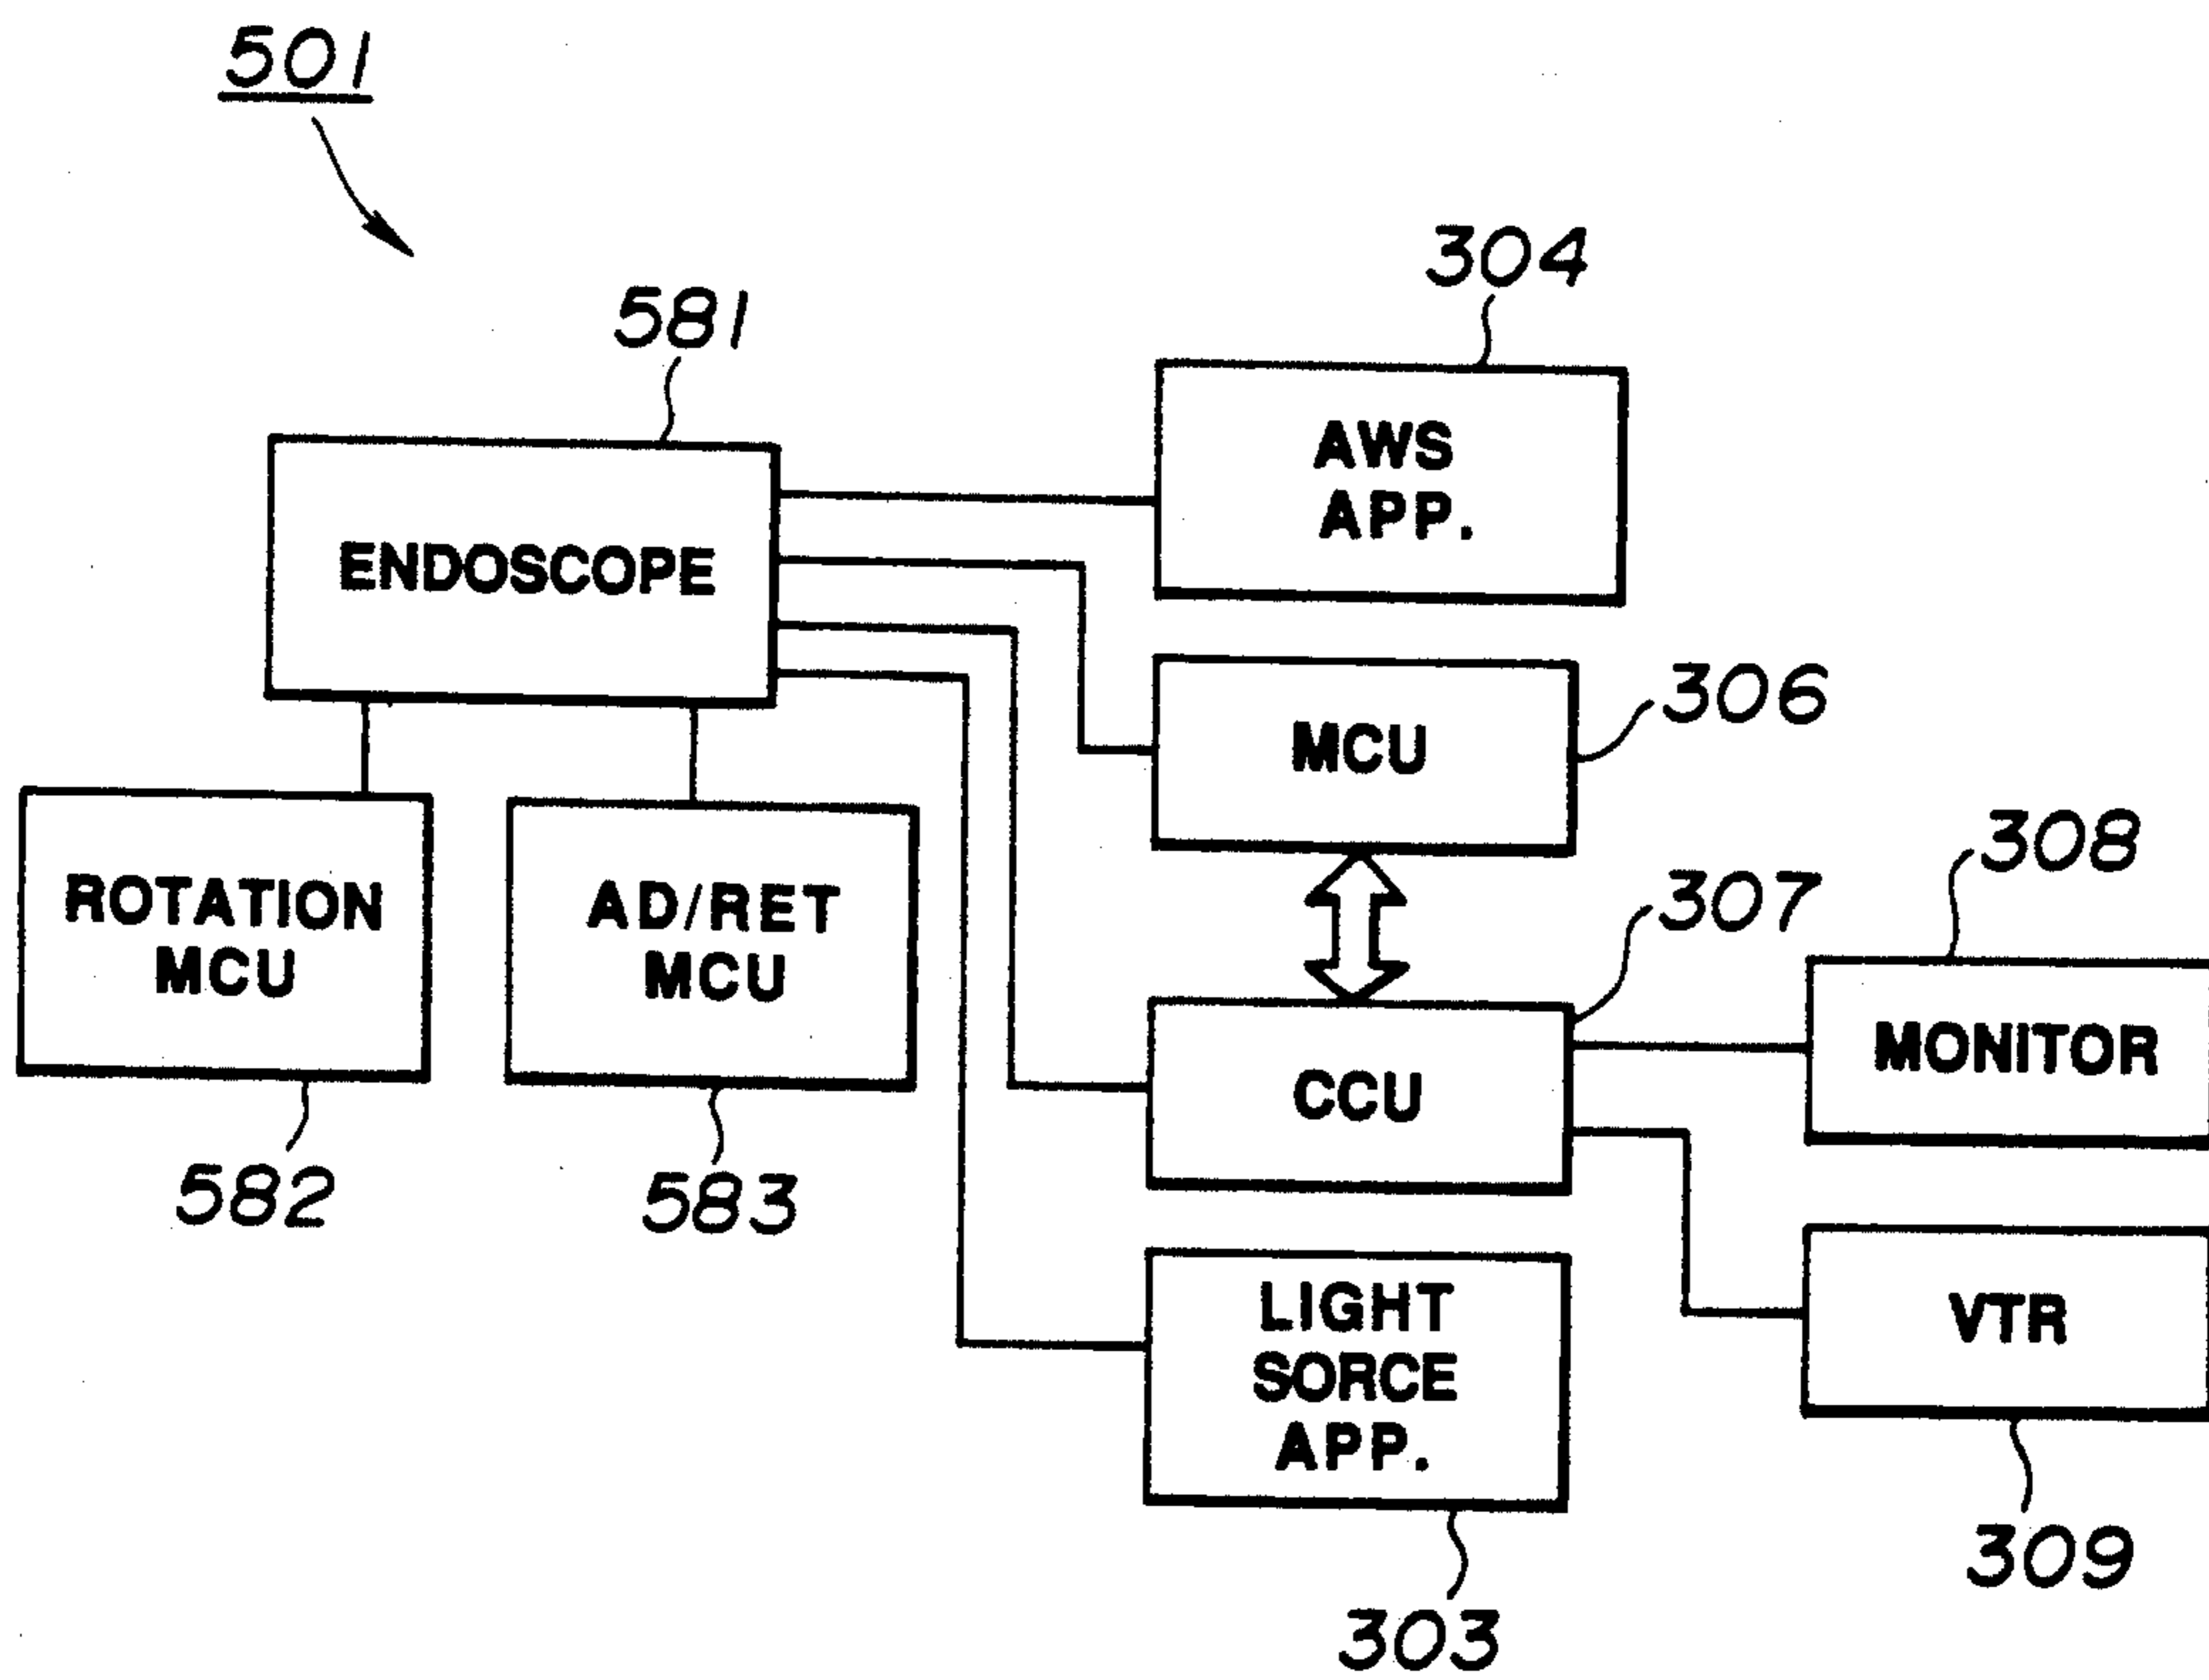 501
304
581
AWS
APP.
ENDOSCOPE
306
MCU
308
307
ROTATION
MCU
AD/RET
MCU
MONITOR
CCU
582
583
LIGHT
SORCE
APP.
VTR
309
303